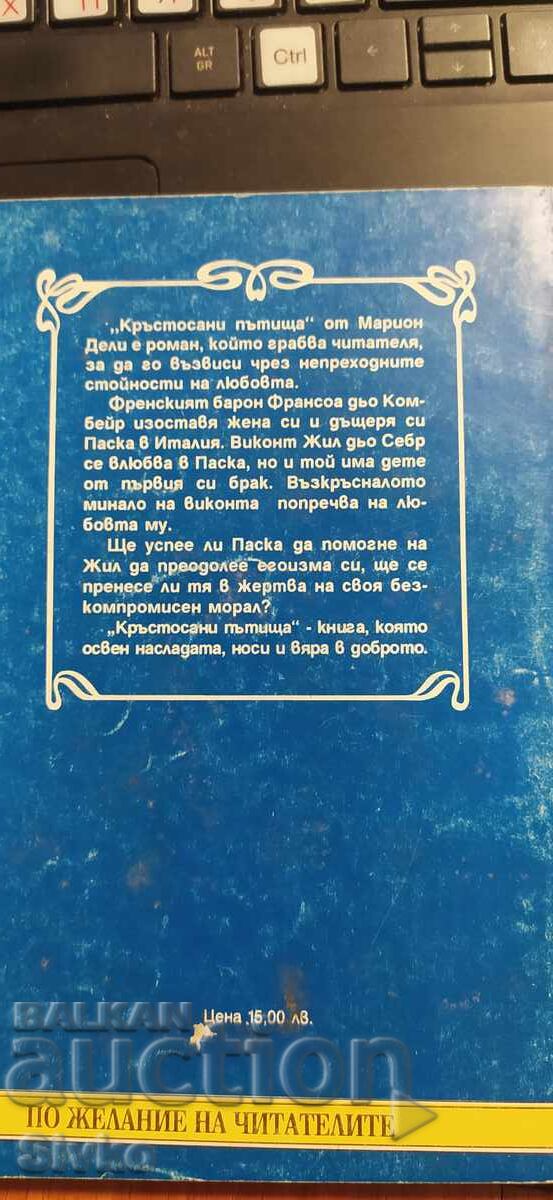 Х П
ALT
GR
Ctrl
„Кръстосани пътища“ от Марион
Дели е роман, който грабва читателя,
за да го възвиси чрез непреходните
стойности на любовта.
Френският барон Франсоа дьо Ком-
бейр изоставя жена си и дъщеря си
Паска в Италия. Виконт Жил дьо Себр
се влюбва в Паска, но и той има дете
от първия си брак. Възкръсналото
минало на виконта попречва на лю-
бовта му.
Ще успее ли Паска да помогне на
Жил да преодолее егоизма си, ще се
пренесе ли тя в жертва на своя без-
компромисен морал?
„Кръстосани пътища“ - книга, която
освен насладата, носи и вяра в доброто.
Цена 15,00 лв.
BALKAN
auction
ПО ЖЕЛАНИЕ НА ЧИТАТЕЛИТЕ
Slvko